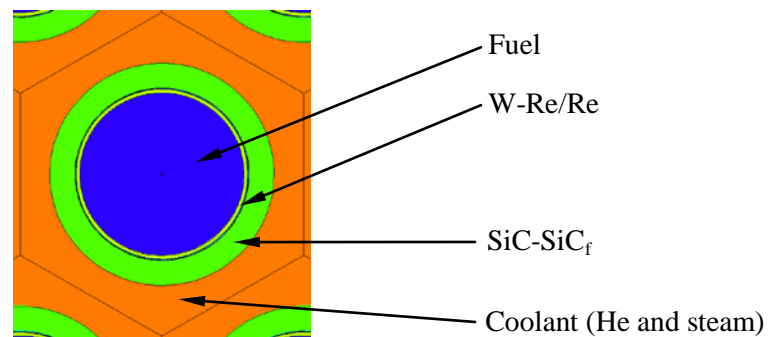 Fuel
W-Re/Re
SiC-SiCf
Coolant (He and steam)